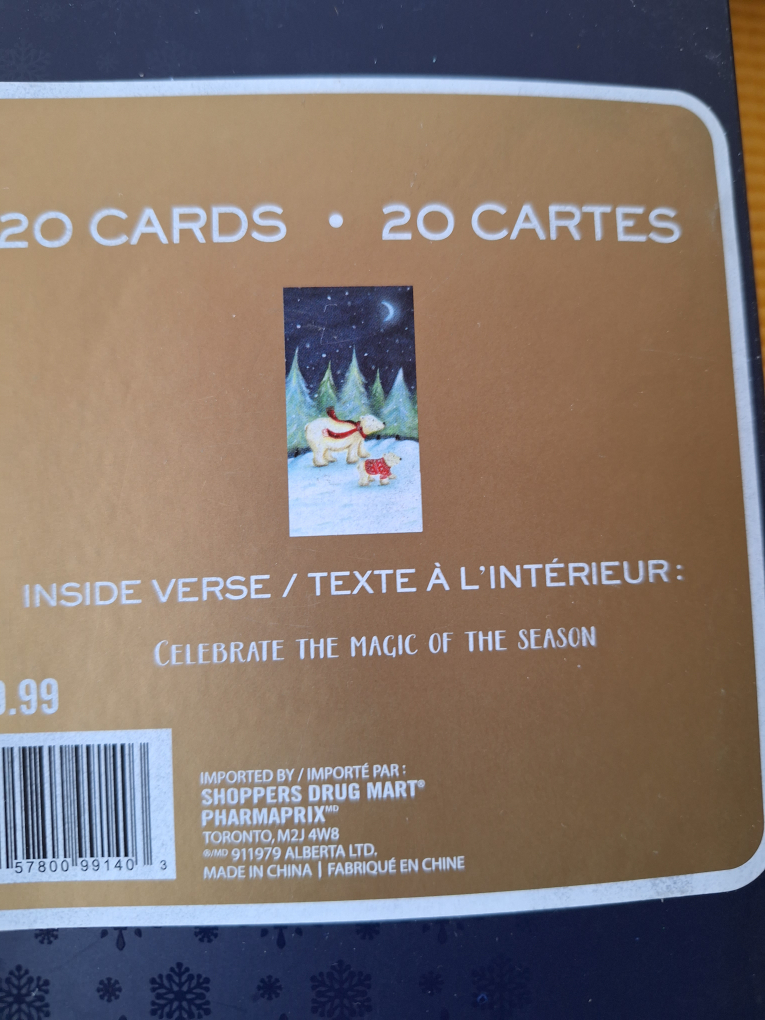 20 CARDS • 20 CARTES
INSIDE VERSE / TEXTE À L'INTÉRIEUR :
CELEBRATE THE MAGIC OF THE SEASON
.99
57800 99140 3
IMPORTED BY / IMPORTÉ PAR :
SHOPPERS DRUG MART®
PHARMAPRIX MD
TORONTO, M2J 4W8
®/MD 911979 ALBERTA LTD.
MADE IN CHINA | FABRIQUÉ EN CHINE